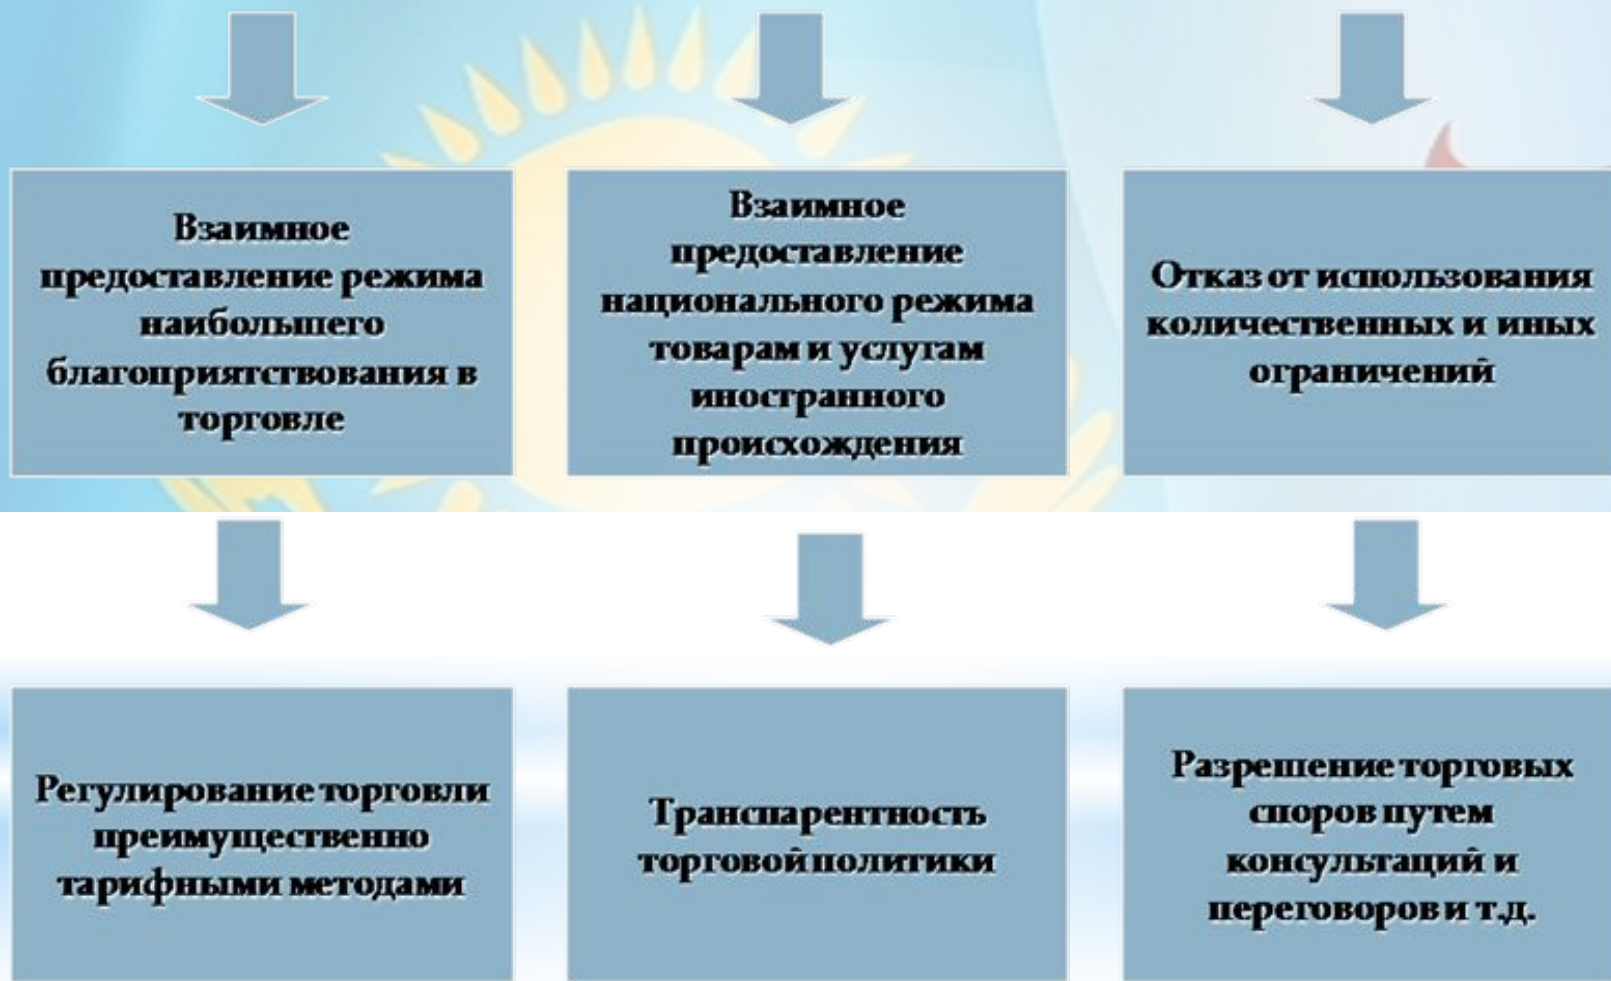 Взаимное
предоставление режима
наибольшего
благоприятствования в
торговле
Взаимное
предоставление
национального режима
товарам и услугам
иностранного
происхождения
Отказ от использования
количественных и иных
ограничений
Регулирование торговли
преимущественно
тарифными методами
Транспарентность
торговой политики
Разрешение торговых
споров путем
консультаций и
переговоров и т.д.